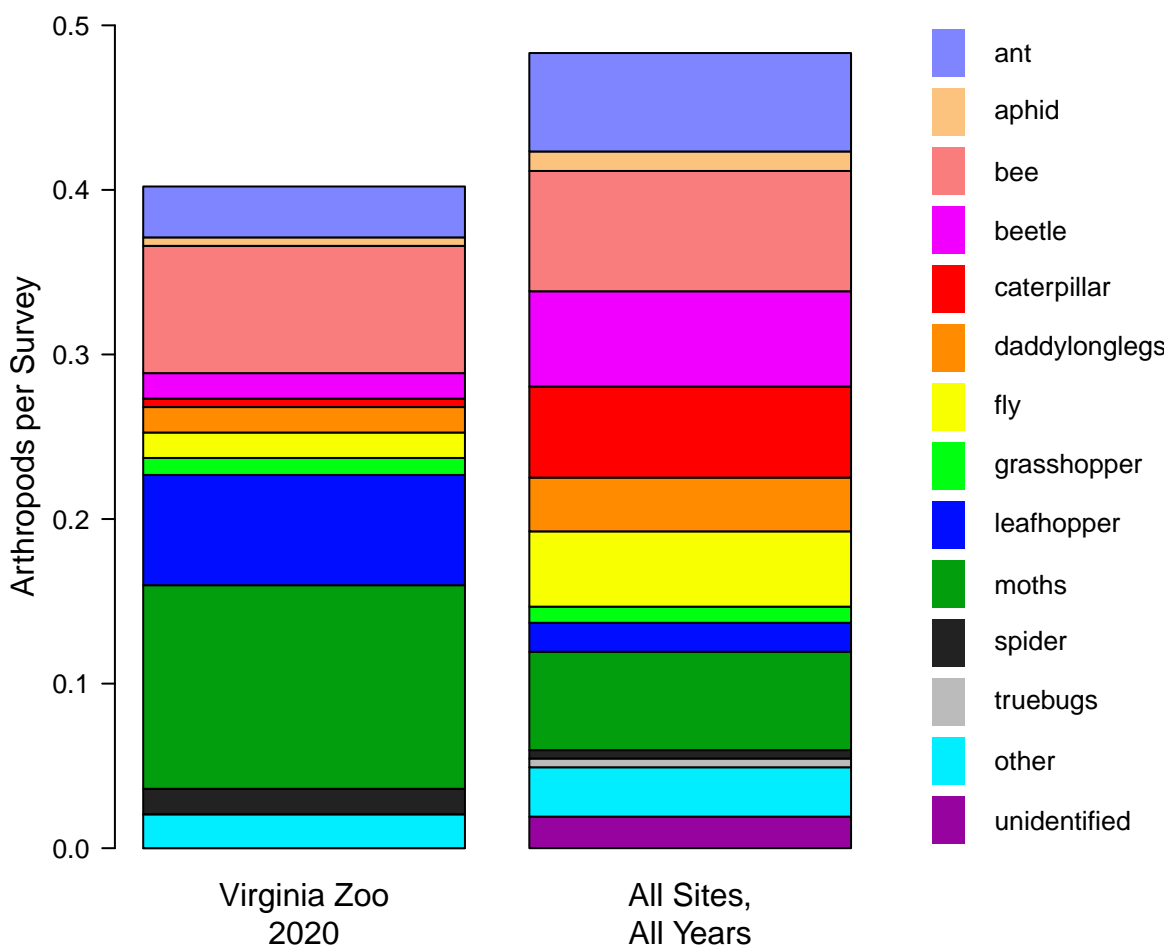 Arthropods per Survey
0.5
0.4
0.3
0.2
0.1
0.0
Virginia Zoo
2020
All Sites,
All Years
ant
aphid
bee
beetle
caterpillar
daddylonglegs
fly
grasshopper
leafhopper
moths
spider
truebugs
other
unidentified